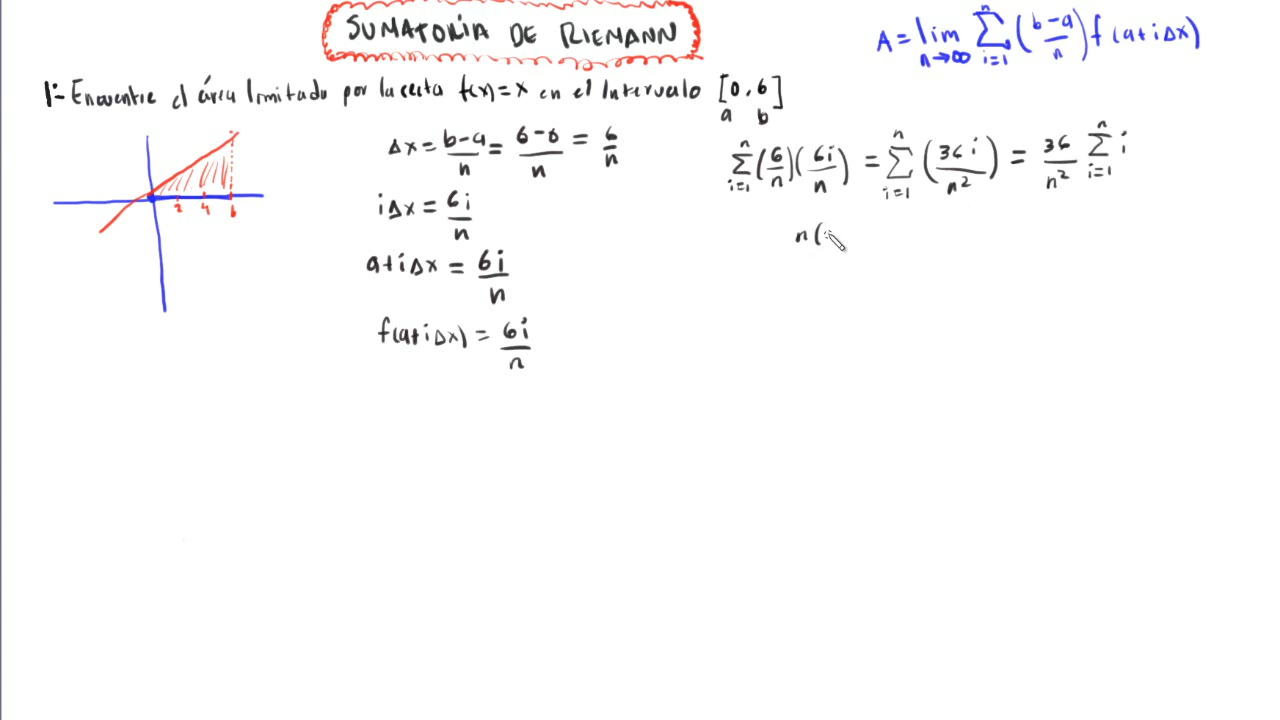 SUMATORIA DE RIEMANN
A = lim n→∞ Σ i=1 n (b-a/n) f(a+iΔx)
1:- Encuentre el área limitada por la recta f(x)=x en el Intervalo [0,6]
a b
Δx = b-a/n = 6-0/n = 6/n
Σ i=1 n (6/n)(6i/n) = Σ i=1 n (36i/n²) = 36/n² Σ i=1 n i
iΔx = 6i/n
2 4 6
n(
a+iΔx = 6i/n
f(a+iΔx) = 6i/n